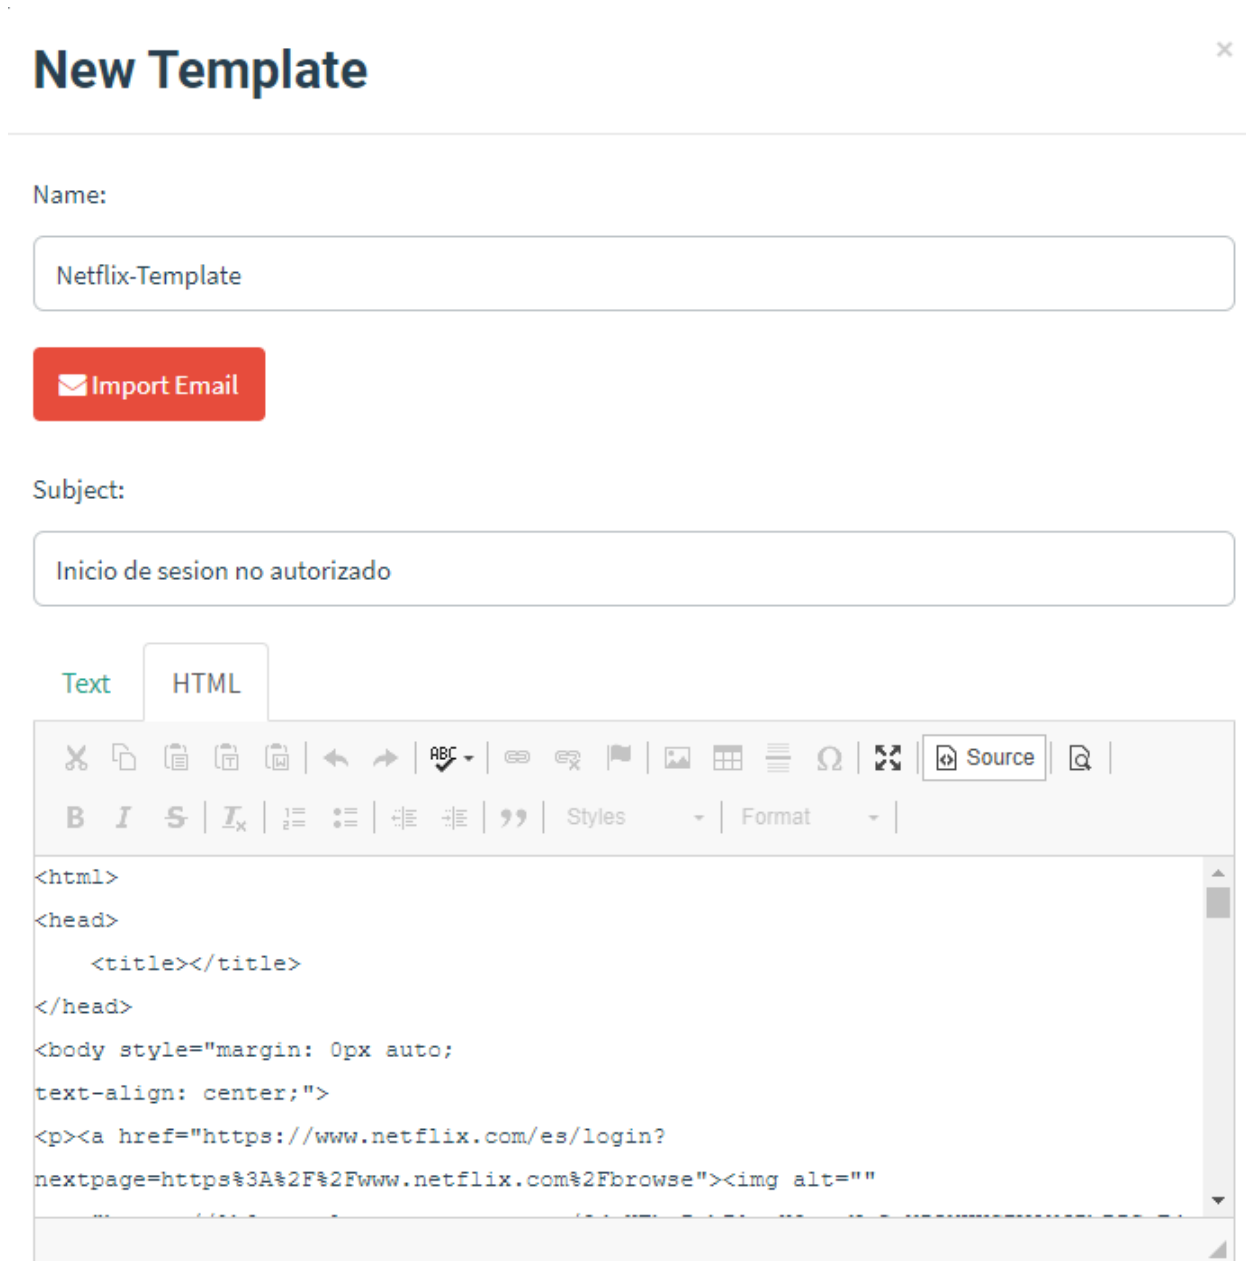 New Template
×
Name:
Netflix-Template
Import Email
Subject:
Inicio de sesion no autorizado
Text HTML
ABC Source
B I S Tx Styles Format
<html>
<head>
<title></title>
</head>
<body style="margin: 0px auto;
text-align: center;">
<p><a href="https://www.netflix.com/es/login?
nextpage=https%3A%2F%2Fwww.netflix.com%2Fbrowse"><img alt=""